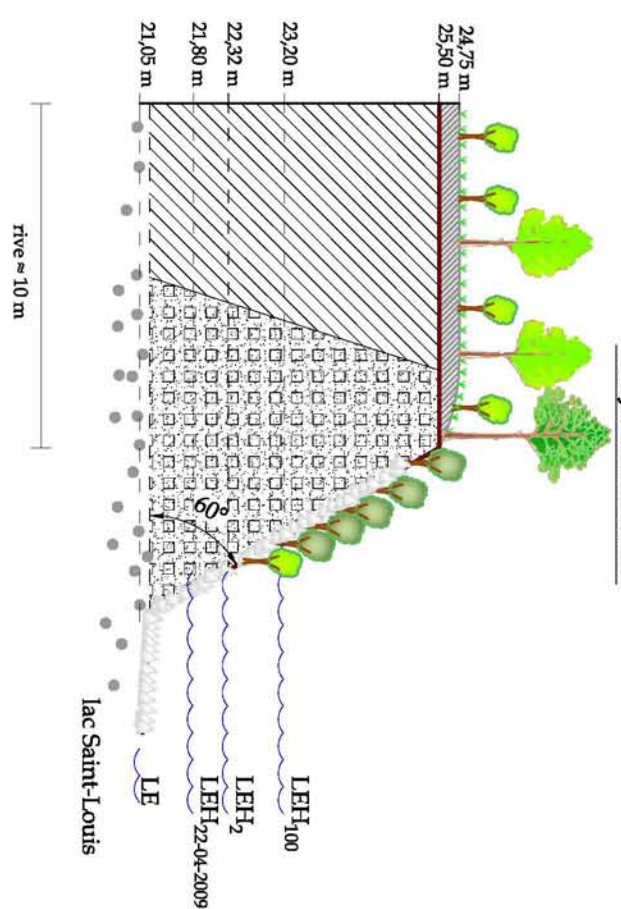 24,75 m
25,50 m
23,20 m
22,32 m
21,80 m
21,05 m
rive ≈ 10 m
60°
LEH100
LEH2
LEH22-04-2009
LE
lac Saint-Louis